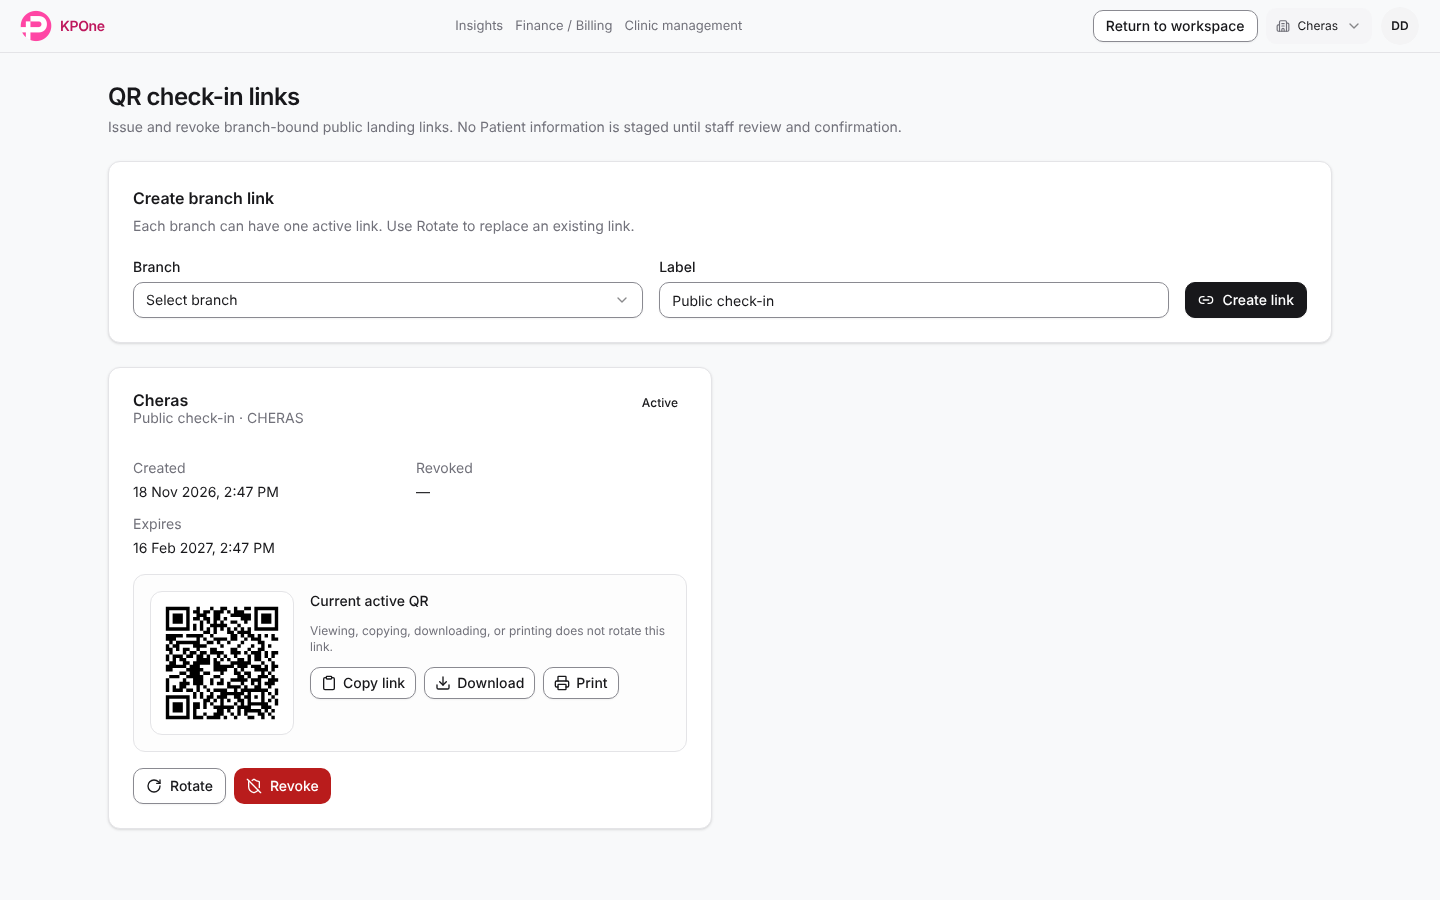 KPOne
Insights
Finance / Billing
Clinic management
Return to workspace
Cheras
DD
QR check-in links
Issue and revoke branch-bound public landing links. No Patient information is staged until staff review and confirmation.
Create branch link
Each branch can have one active link. Use Rotate to replace an existing link.
Branch
Select branch
Label
Public check-in
Create link
Cheras
Active
Public check-in · CHERAS
Created
18 Nov 2026, 2:47 PM
Revoked
—
Expires
16 Feb 2027, 2:47 PM
Current active QR
Viewing, copying, downloading, or printing does not rotate this
link.
Copy link
Download
Print
Rotate
Revoke